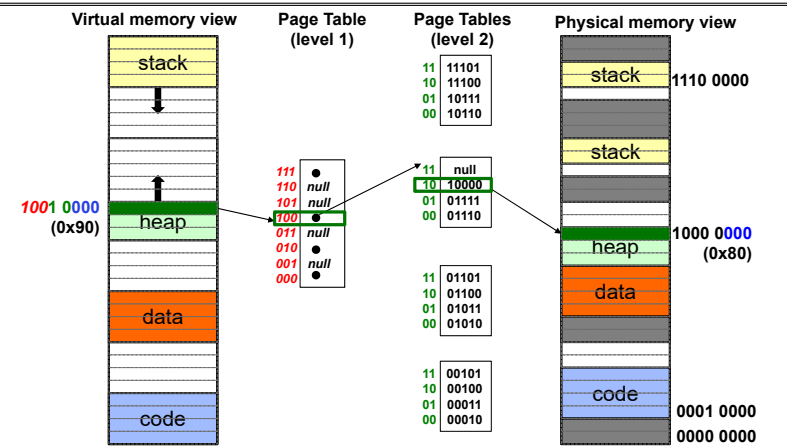 Virtual memory view
Page Table
(level 1)
Page Tables
(level 2)
Physical memory view
stack
1001 0000
(0x90)
heap
data
code
111
110 null
101 null
100
011 null
010
001 null
000
11 11101
10 11100
01 10111
00 10110
11 null
10 10000
01 01111
00 01110
11 01101
10 01100
01 01011
00 01010
11 00101
10 00100
01 00011
00 00010
stack
1110 0000
stack
1000 0000
(0x80)
heap
data
code
0001 0000
0000 0000